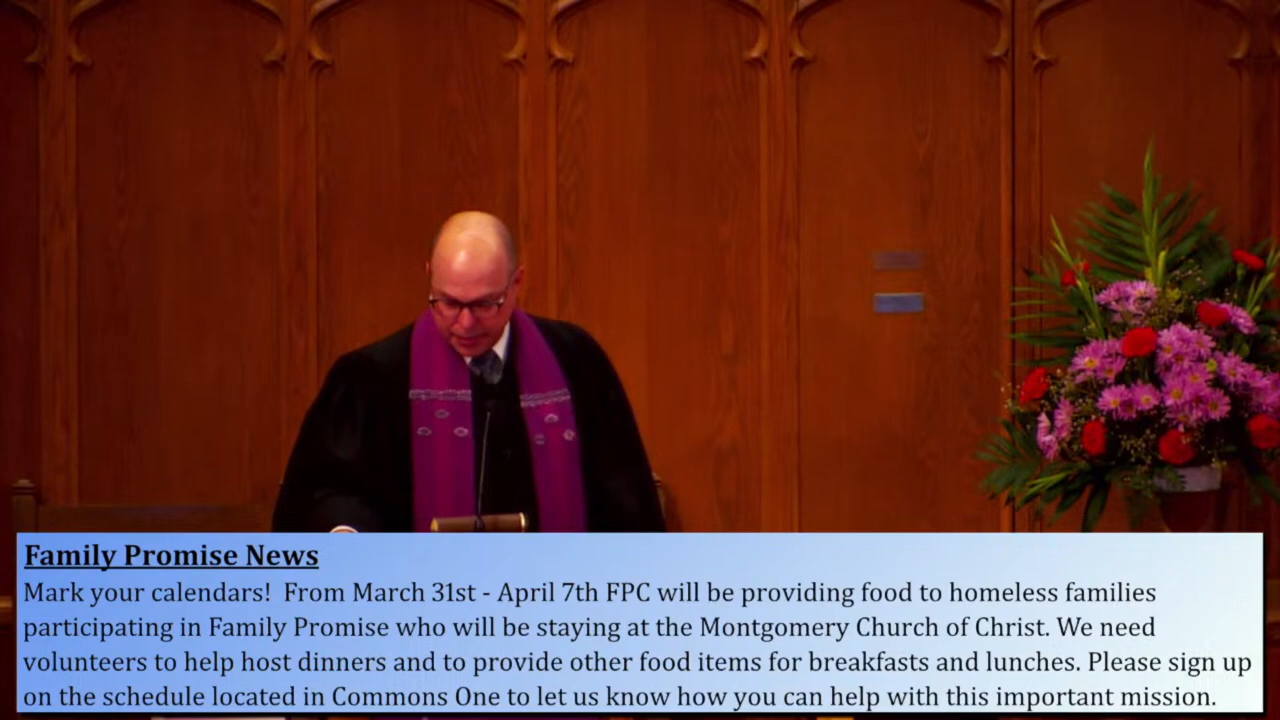 Family Promise News
Mark your calendars!  From March 31st - April 7th FPC will be providing food to homeless families
participating in Family Promise who will be staying at the Montgomery Church of Christ. We need
volunteers to help host dinners and to provide other food items for breakfasts and lunches. Please sign up
on the schedule located in Commons One to let us know how you can help with this important mission.